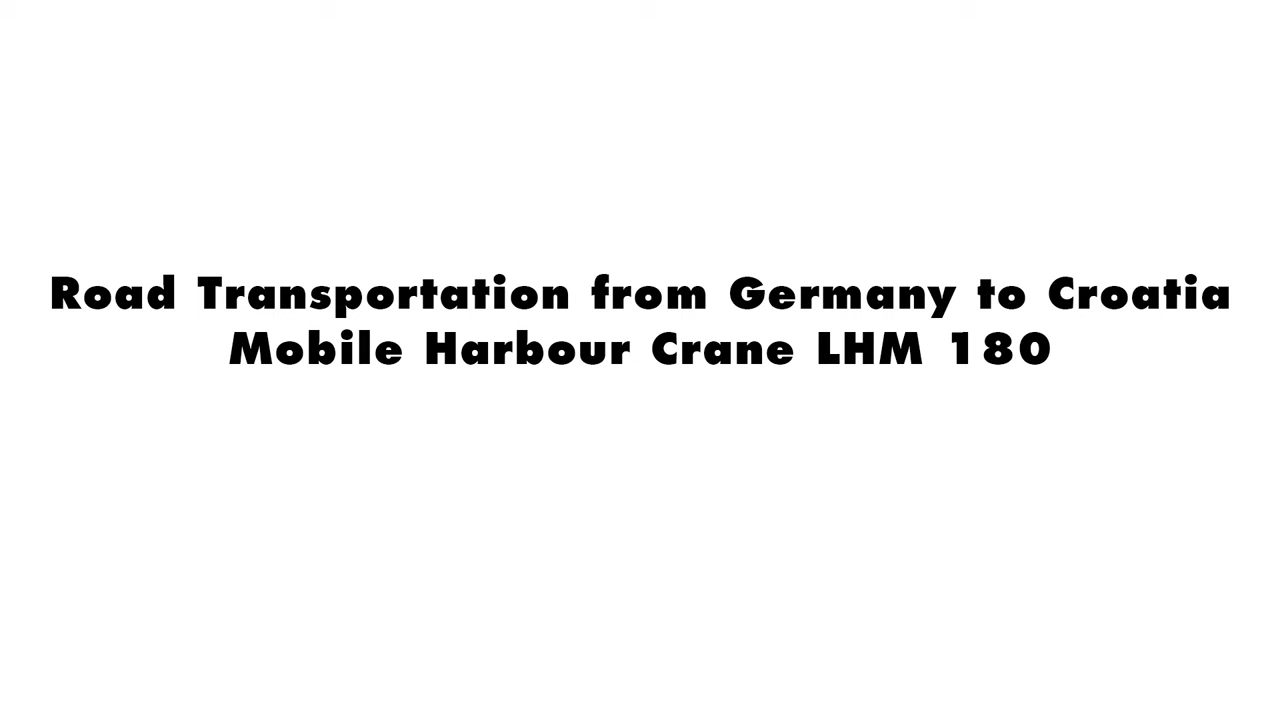 Road Transportation from Germany to Croatia
Mobile Harbour Crane LHM 180